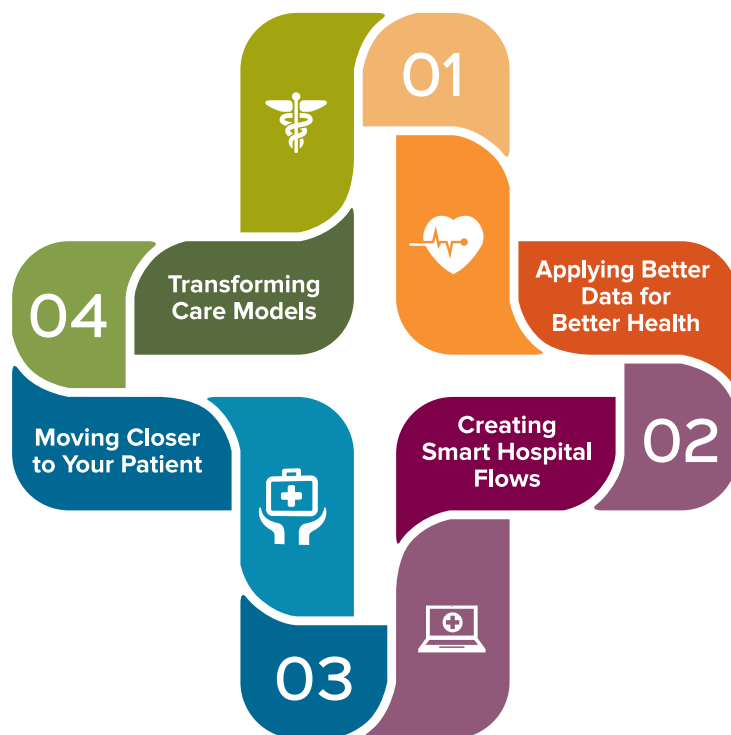 01
Applying Better
Data for
Better Health
02
Creating
Smart Hospital
Flows
03
Moving Closer
to Your Patient
04
Transforming
Care Models